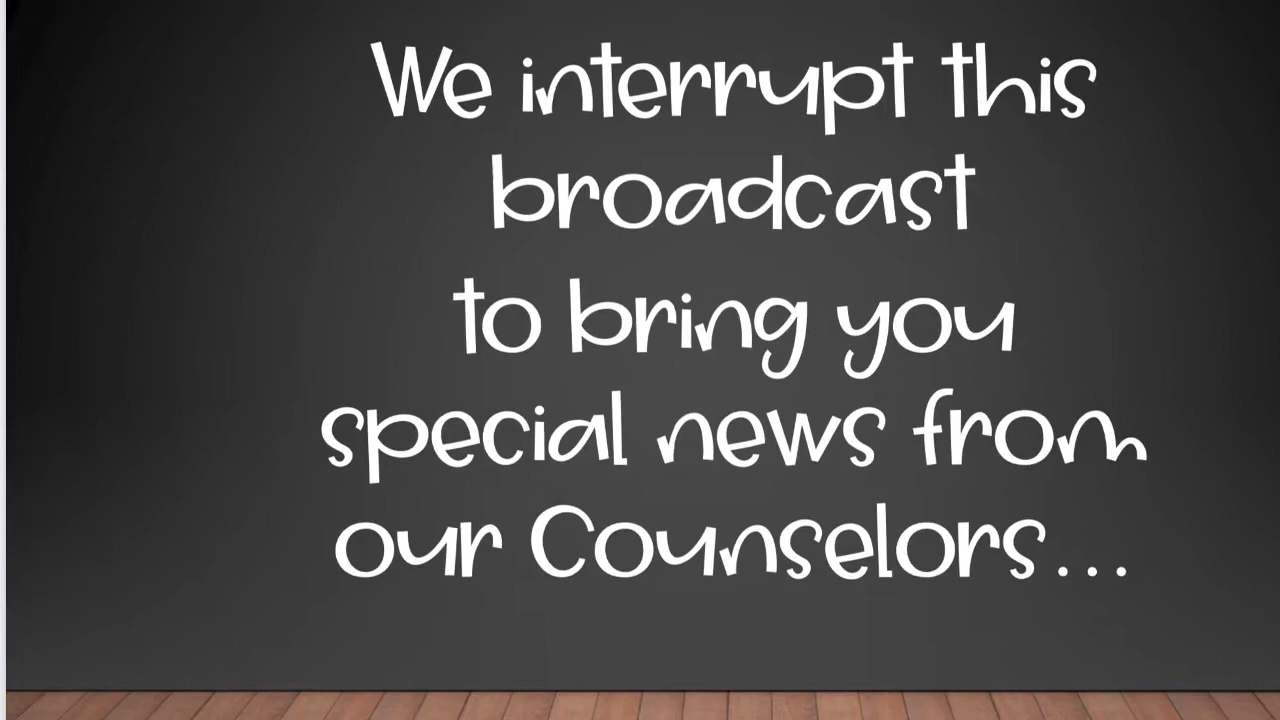 We interrupt this
broadcast
to bring you
special news from
our Counselors...